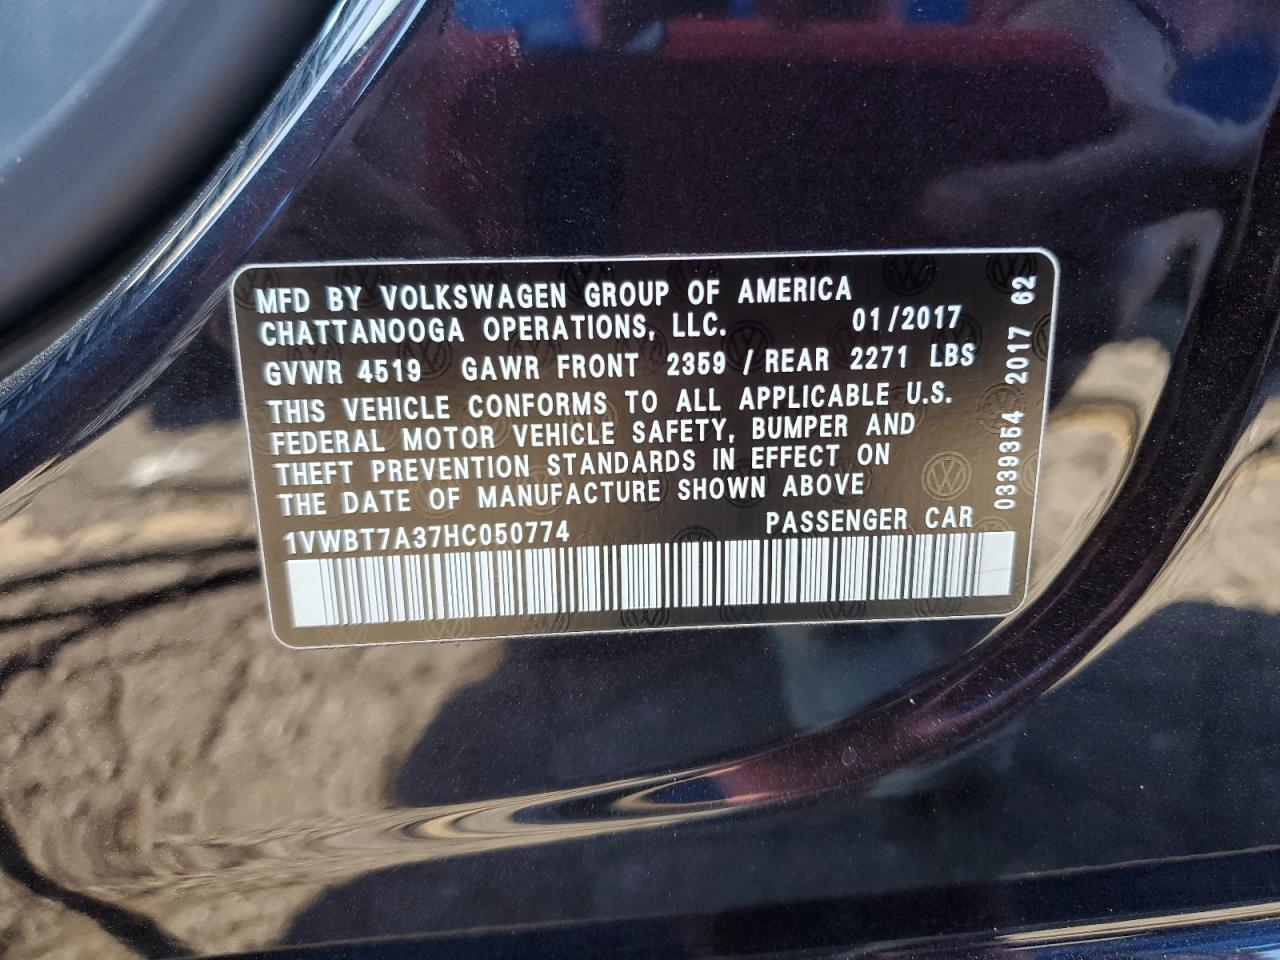 MFD BY VOLKSWAGEN GROUP OF AMERICA
CHATTANOOGA OPERATIONS, LLC. 01/2017
GVWR 4519 GAWR FRONT 2359 / REAR 2271 LBS
THIS VEHICLE CONFORMS TO ALL APPLICABLE U.S.
FEDERAL MOTOR VEHICLE SAFETY, BUMPER AND
THEFT PREVENTION STANDARDS IN EFFECT ON
THE DATE OF MANUFACTURE SHOWN ABOVE
1VWBT7A37HC050774 PASSENGER CAR
0339354 2017 62